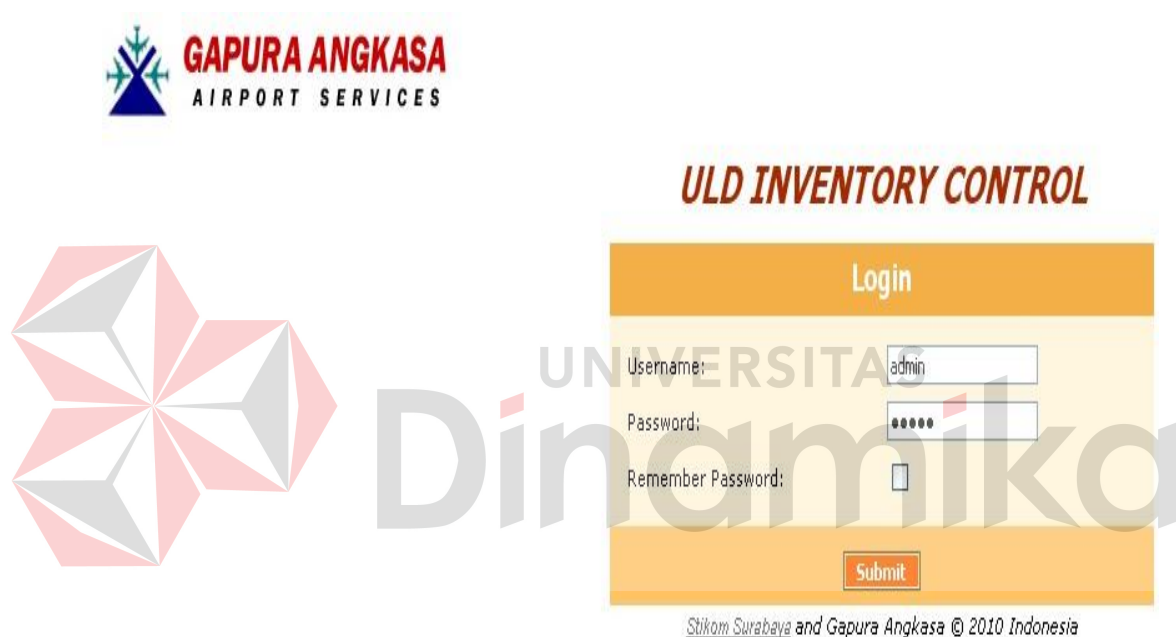 GAPURA ANGKASA
AIRPORT SERVICES
ULD INVENTORY CONTROL
Login
UNIVERSITAS
Dinamika
Username: admin
Password: •••••
Remember Password:
Submit
Stikom Surabaya and Gapura Angkasa © 2010 Indonesia